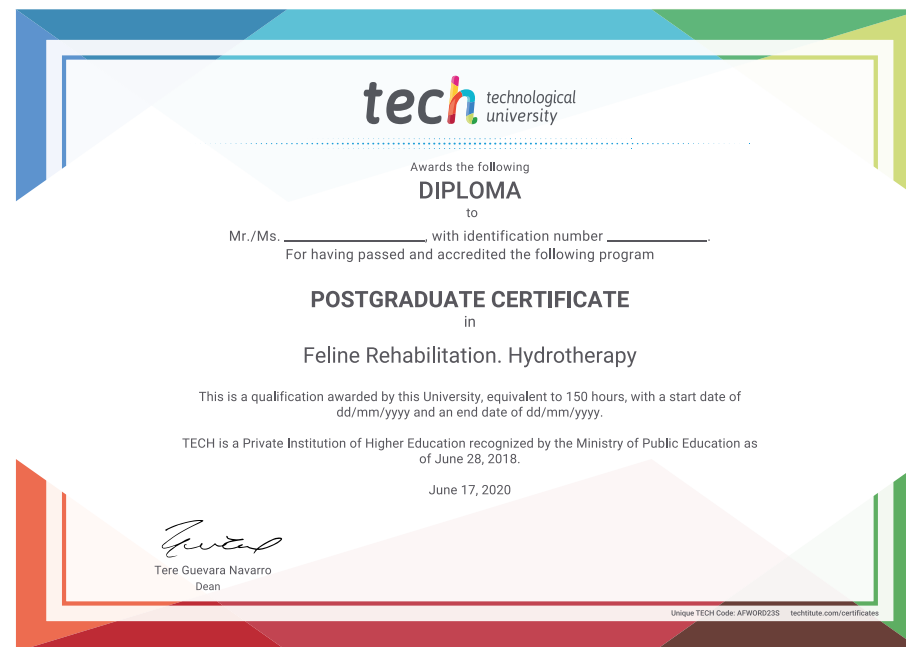 tech technological
university
Awards the following
DIPLOMA
to
Mr./Ms. ____________________, with identification number ______________.
For having passed and accredited the following program
POSTGRADUATE CERTIFICATE
in
Feline Rehabilitation. Hydrotherapy
This is a qualification awarded by this University, equivalent to 150 hours, with a start date of
dd/mm/yyyy and an end date of dd/mm/yyyy.
TECH is a Private Institution of Higher Education recognized by the Ministry of Public Education as
of June 28, 2018.
June 17, 2020
Tere Guevara Navarro
Dean
Unique TECH Code: AFWORD23S techtitute.com/certificates